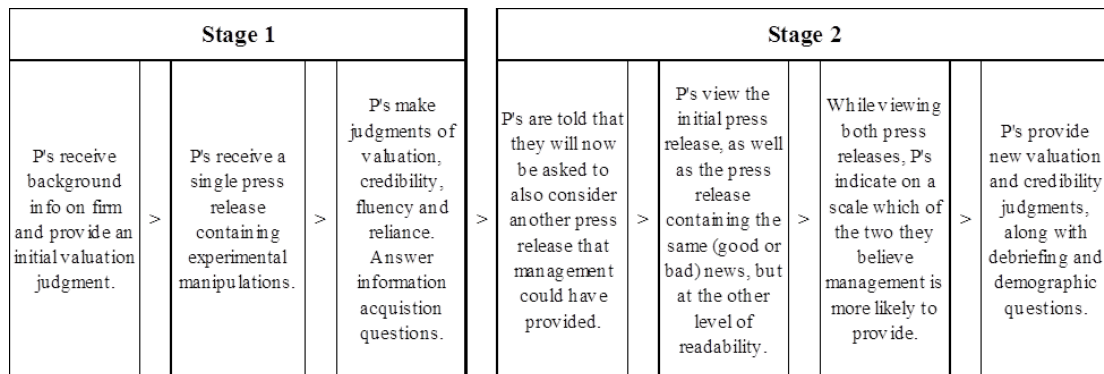 Stage 1
Stage 2
P's receive
background
info on firm
and provide an
initial valuation
judgment.
>
P's receive a
single press
release
containing
experimental
manipulations.
>
P's make
judgments of
valuation,
credibility,
fluency and
reliance.
Answer
information
acquistion
questions.
>
P's are told that
they will now
be asked to
also consider
another press
release that
management
could have
provided.
>
P's view the
initial press
release, as well
as the press
release
containing the
same (good or
bad) news, but
at the other
level of
readability.
>
While viewing
both press
releases, P's
indicate on a
scale which of
the two they
believe
management is
more likely to
provide.
>
P's provide
new valuation
and credibility
judgments,
along with
debriefing and
demographic
questions.